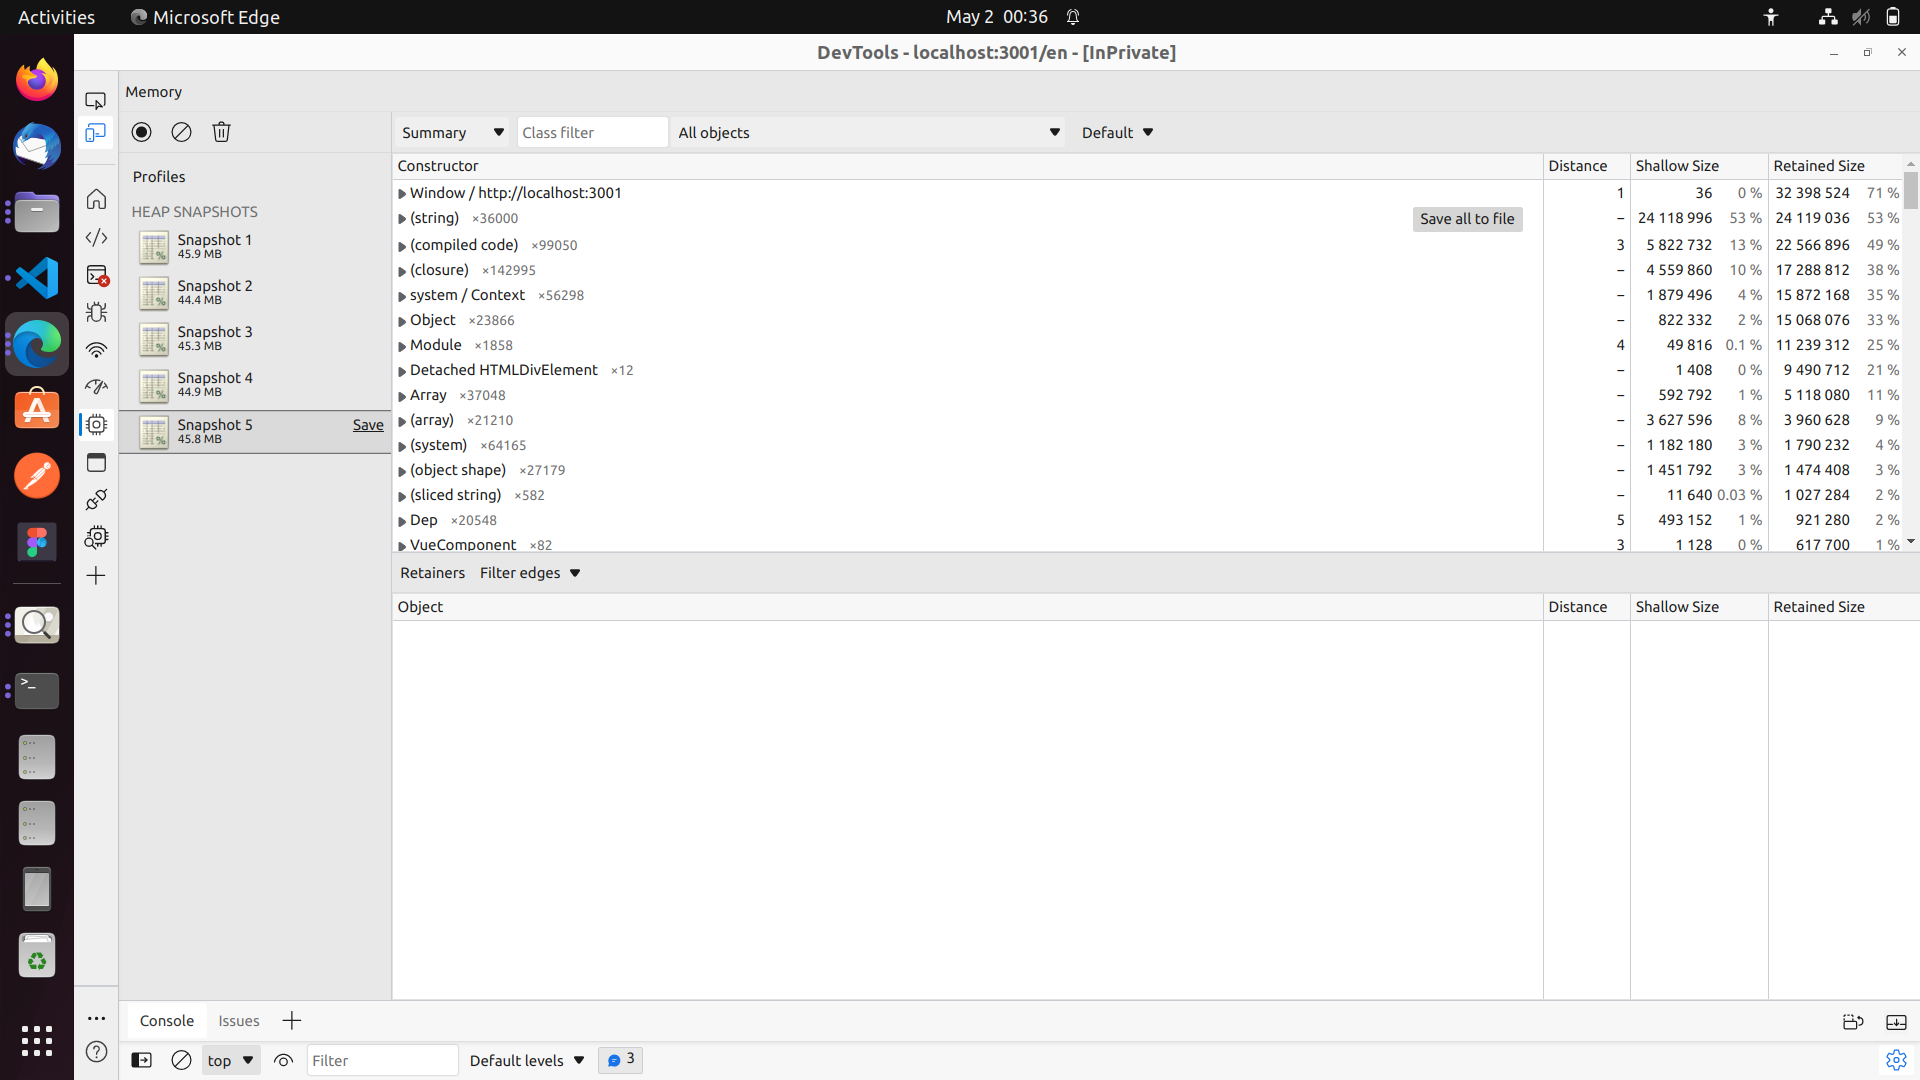 Activities
Microsoft Edge
May 2 00:36
DevTools - localhost:3001/en - [InPrivate]
Memory
Summary
Class filter
All objects
Default
Profiles
HEAP SNAPSHOTS
Snapshot 1
45.9 MB
Snapshot 2
44.4 MB
Snapshot 3
45.3 MB
Snapshot 4
44.9 MB
Snapshot 5
45.8 MB
Save
Constructor Distance Shallow Size Retained Size
Window / http://localhost:3001 1 36 0 % 32 398 524 71 %
(string) ×36000 Save all to file – 24 118 996 53 % 24 119 036 53 %
(compiled code) ×99050 3 5 822 732 13 % 22 566 896 49 %
(closure) ×142995 – 4 559 860 10 % 17 288 812 38 %
system / Context ×56298 – 1 879 496 4 % 15 872 168 35 %
Object ×23866 – 822 332 2 % 15 068 076 33 %
Module ×1858 4 49 816 0.1 % 11 239 312 25 %
Detached HTMLDivElement ×12 – 1 408 0 % 9 490 712 21 %
Array ×37048 – 592 792 1 % 5 118 080 11 %
(array) ×21210 – 3 627 596 8 % 3 960 628 9 %
(system) ×64165 – 1 182 180 3 % 1 790 232 4 %
(object shape) ×27179 – 1 451 792 3 % 1 474 408 3 %
(sliced string) ×582 – 11 640 0.03 % 1 027 284 2 %
Dep ×20548 5 493 152 1 % 921 280 2 %
VueComponent ×82 3 1 128 0 % 617 700 1 %
Retainers Filter edges
Object Distance Shallow Size Retained Size
Console
Issues
top
Filter
Default levels
3